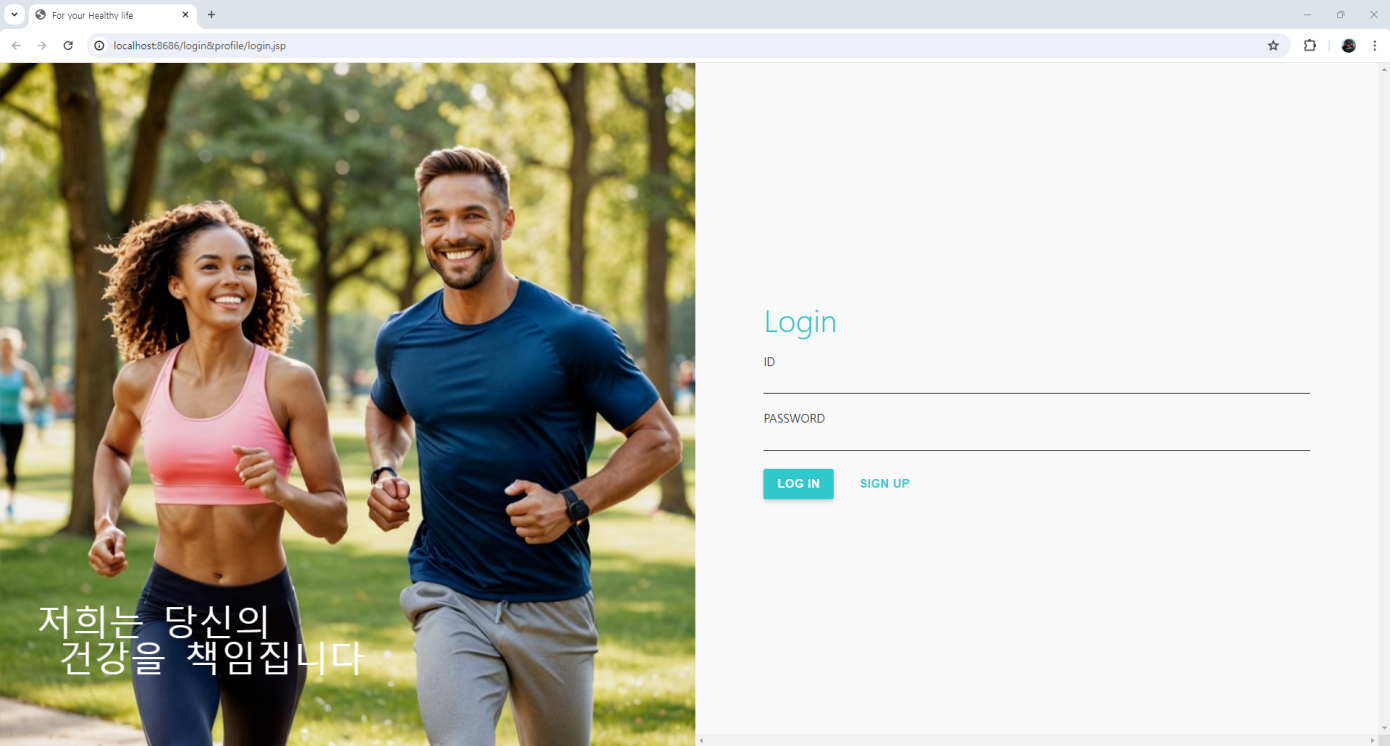 For your Healthy life
localhost:8686/login&profile/login.jsp
저희는 당신의
건강을 책임집니다
Login
ID
PASSWORD
LOG IN
SIGN UP